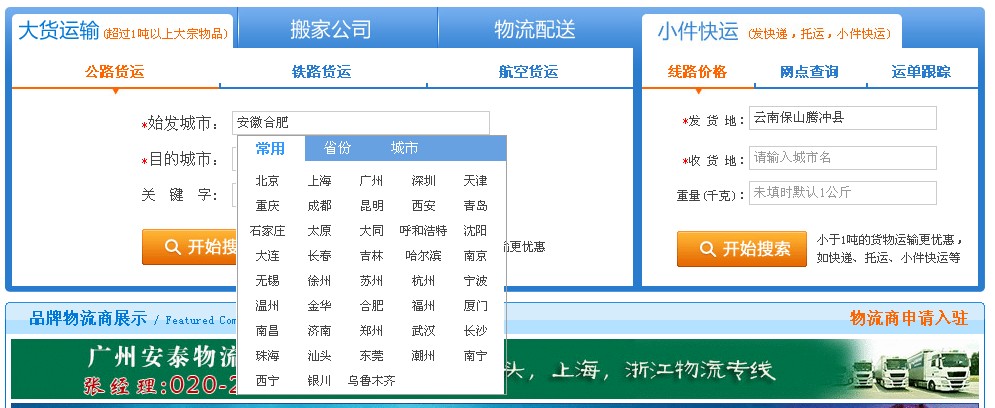 大货运输 (超过1吨以上大宗物品) 搬家公司 物流配送
公路货运 铁路货运 航空货运
*始发城市: 安徽合肥
*目的城市:
关 键 字:
常用 省份 城市
北京 上海 广州 深圳 天津
重庆 成都 昆明 西安 青岛
石家庄 太原 大同 呼和浩特 沈阳
大连 长春 吉林 哈尔滨 南京
无锡 徐州 苏州 杭州 宁波
温州 金华 合肥 福州 厦门
南昌 济南 郑州 武汉 长沙
珠海 汕头 东莞 潮州 南宁
西宁 银川 乌鲁木齐
开始搜
输更优惠
小件快运 (发快递，托运，小件快运)
线路价格 网点查询 运单跟踪
*发 货 地: 云南保山腾冲县
*收 货 地: 请输入城市名
重量(千克): 未填时默认1公斤
开始搜索
小于1吨的货物运输更优惠，
如快递、托运、小件快运等
品牌物流商展示 / Featured Com
物流商申请入驻
广州安泰物流
张经理:020-2
头，上海，浙江物流专线